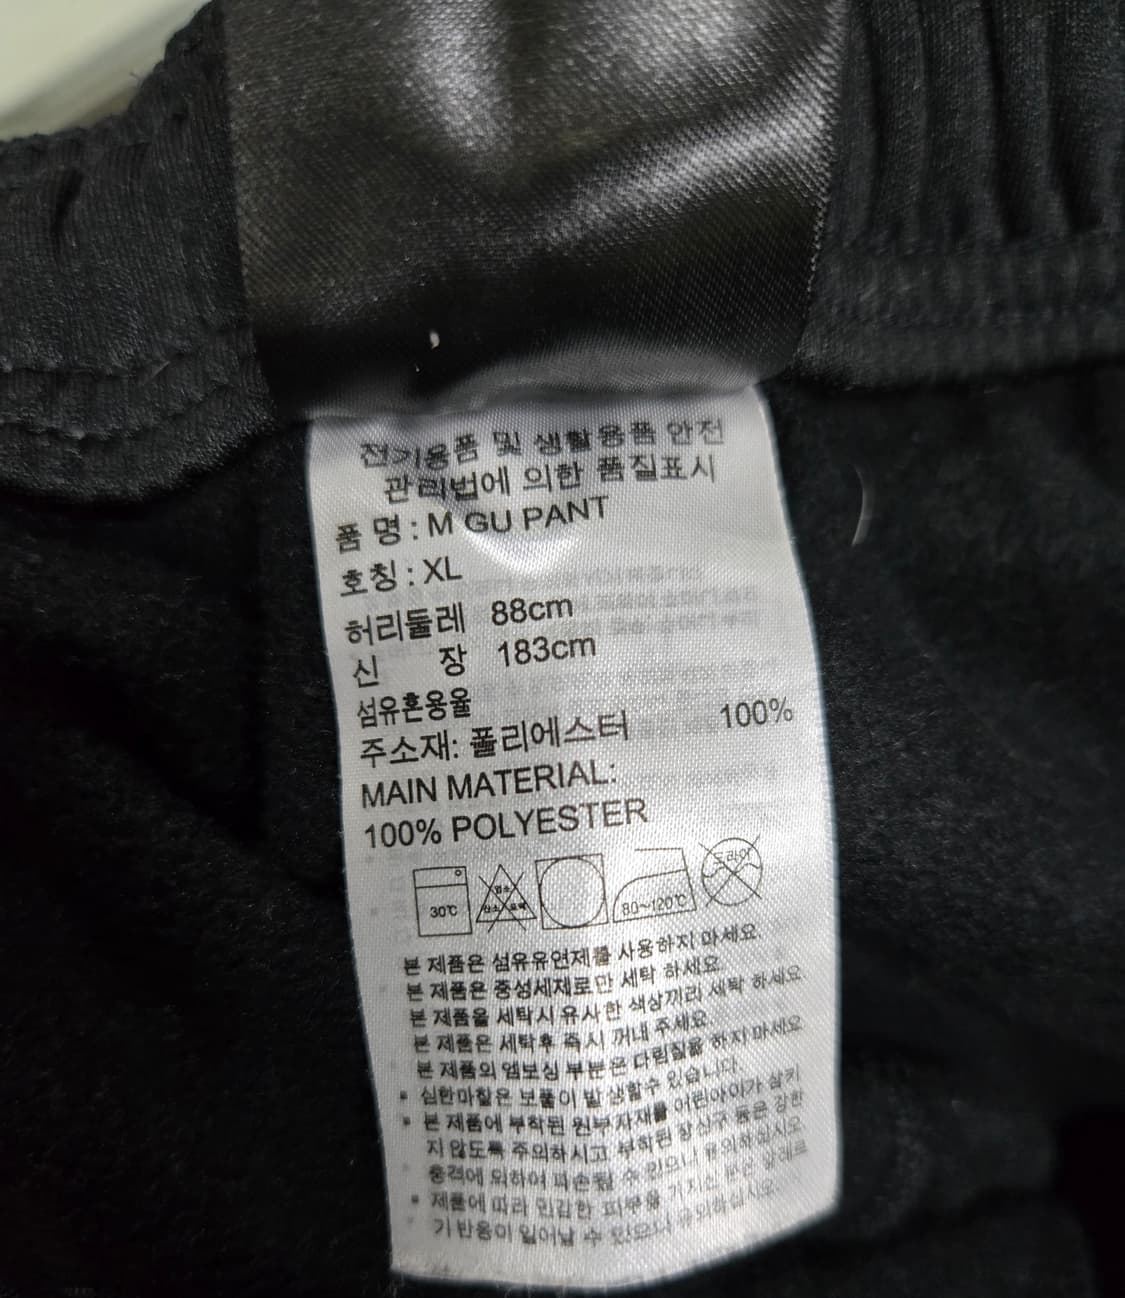 전기용품 및 생활용품 안전
관리법에 의한 품질표시
품 명 : M GU PANT
호칭 : XL
허리둘레 88cm
신 장 183cm
섬유혼용율
주소재: 폴리에스터 100%
MAIN MATERIAL:
100% POLYESTER
30℃ 염소 산소 표백 80~120℃ 드라이
본 제품은 섬유유연제를 사용하지 마세요.
본 제품은 중성세제로만 세탁 하세요.
본 제품을 세탁시 유사한 색상끼리 세탁 하세요.
본 제품은 세탁후 즉시 꺼내 주세요.
본 제품의 엠보싱 부분은 다림질을 하지 마세요.
• 심한마찰은 보풀이 발생할수 있습니다.
• 본 제품에 부착된 원부자재를 어린아이가 삼키
지 않도록 주의하시고 부착된 장신구 등은 강한
충격에 의하여 파손될 수 있으니 주의하십시오.
• 제품에 따라 민감한 피부를 가지신 분은 알레르
기 반응이 일어날 수 있으니 유의하십시오.